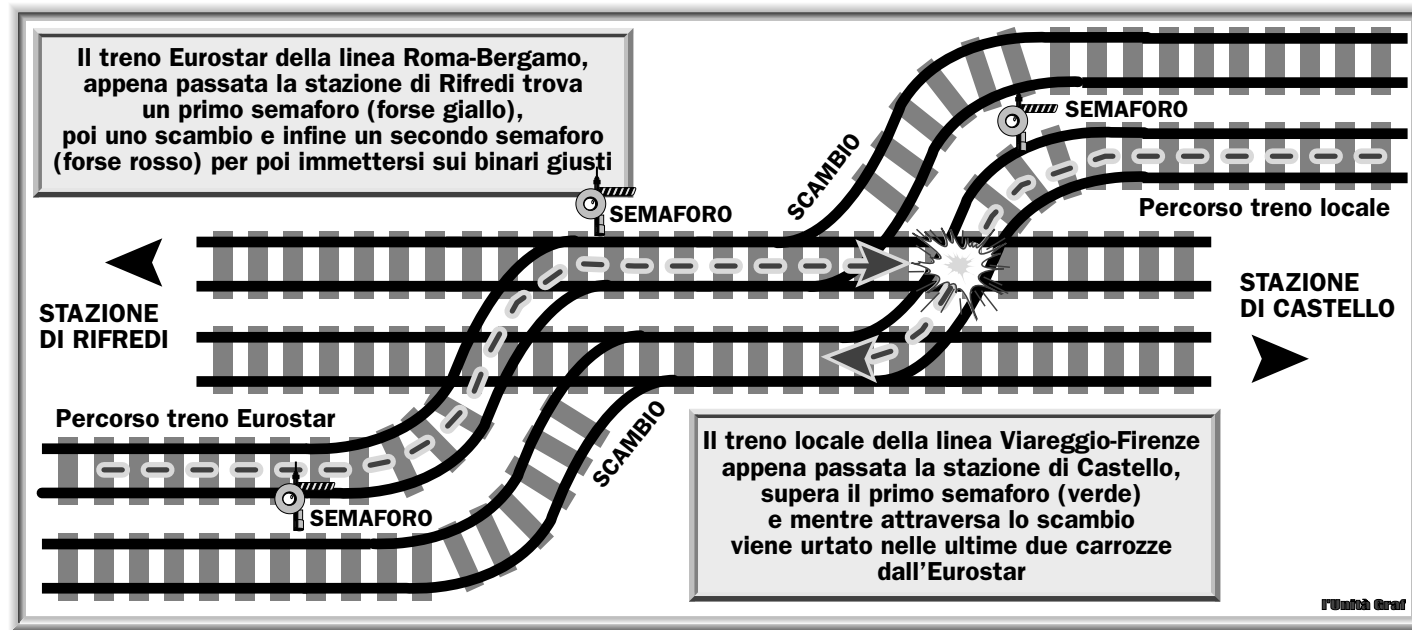 Il treno Eurostar della linea Roma-Bergamo,
appena passata la stazione di Rifredi trova
un primo semaforo (forse giallo),
poi uno scambio e infine un secondo semaforo
(forse rosso) per poi immettersi sui binari giusti
SEMAFORO
SCAMBIO
SEMAFORO
Percorso treno locale
STAZIONE
DI RIFREDI
STAZIONE
DI CASTELLO
Percorso treno Eurostar
SCAMBIO
SEMAFORO
Il treno locale della linea Viareggio-Firenze
appena passata la stazione di Castello,
supera il primo semaforo (verde)
e mentre attraversa lo scambio
viene urtato nelle ultime due carrozze
dall'Eurostar
l'Unità Graf